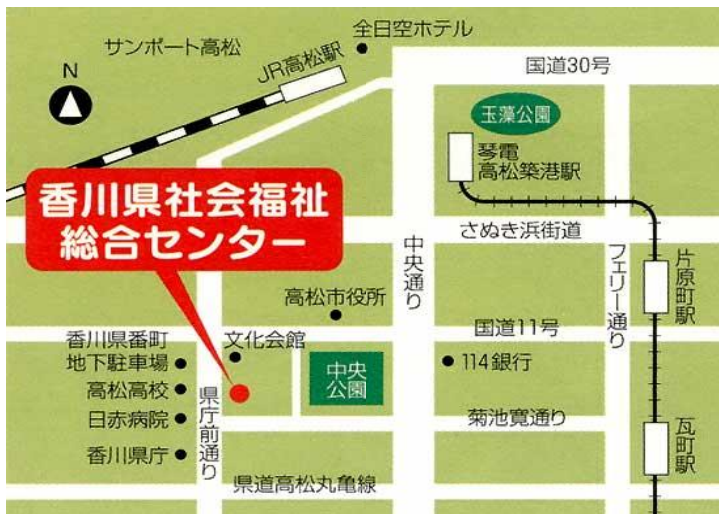 全日空ホテル
サンポート高松
JR高松駅
国道30号
N
玉藻公園
琴電
高松築港駅
香川県社会福祉
総合センター
さぬき浜街道
中央通り
フェリー通り
片原町駅
高松市役所
国道11号
香川県番町
地下駐車場
文化会館
中央
公園
114銀行
高松高校
県庁前通り
日赤病院
菊池寛通り
瓦町駅
香川県庁
県道高松丸亀線